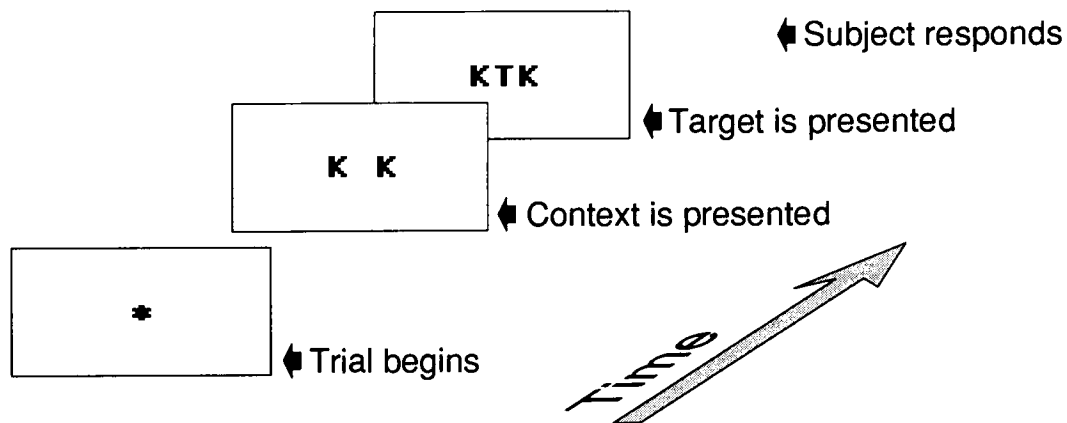 Subject responds
KTK
Target is presented
K K
Context is presented
*
Trial begins
Time